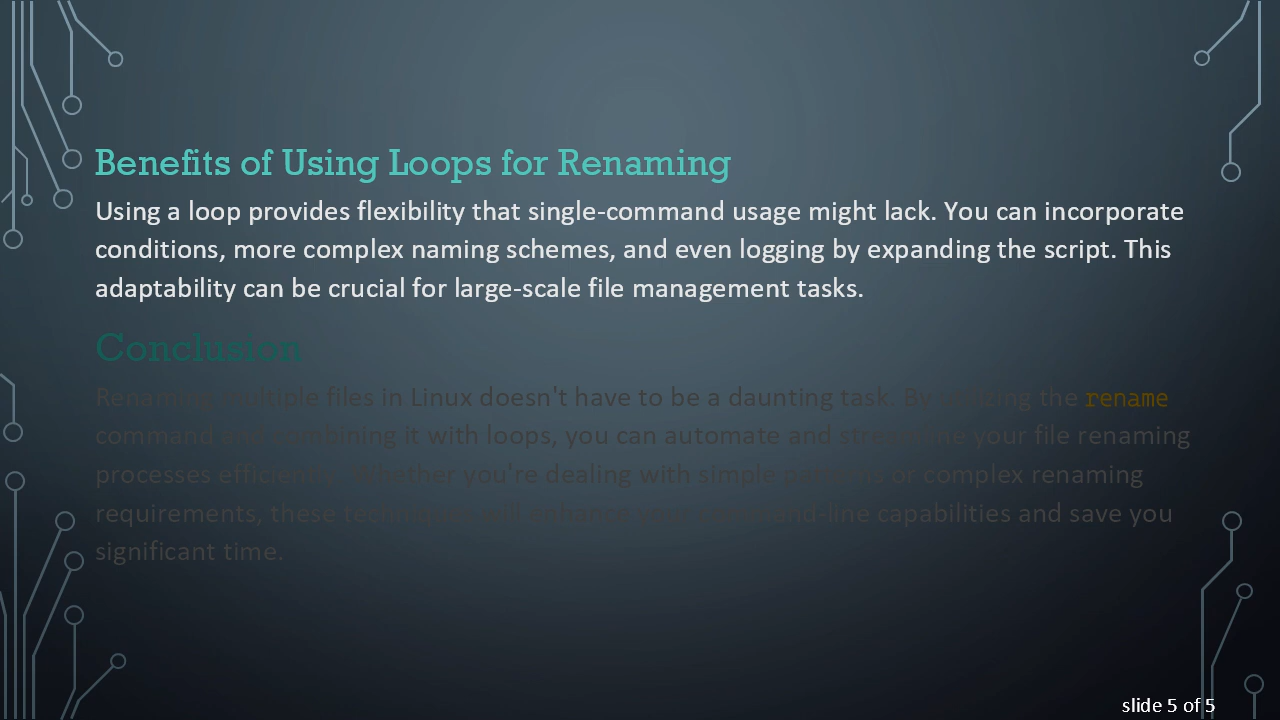 Benefits of Using Loops for Renaming
Using a loop provides flexibility that single-command usage might lack. You can incorporate
conditions, more complex naming schemes, and even logging by expanding the script. This
adaptability can be crucial for large-scale file management tasks.
Conclusion
Renaming multiple files in Linux doesn't have to be a daunting task. By utilizing the rename
command and combining it with loops, you can automate and streamline your file renaming
processes efficiently. Whether you're dealing with simple patterns or complex renaming
requirements, these techniques will enhance your command-line capabilities and save you
significant time.
slide 5 of 5